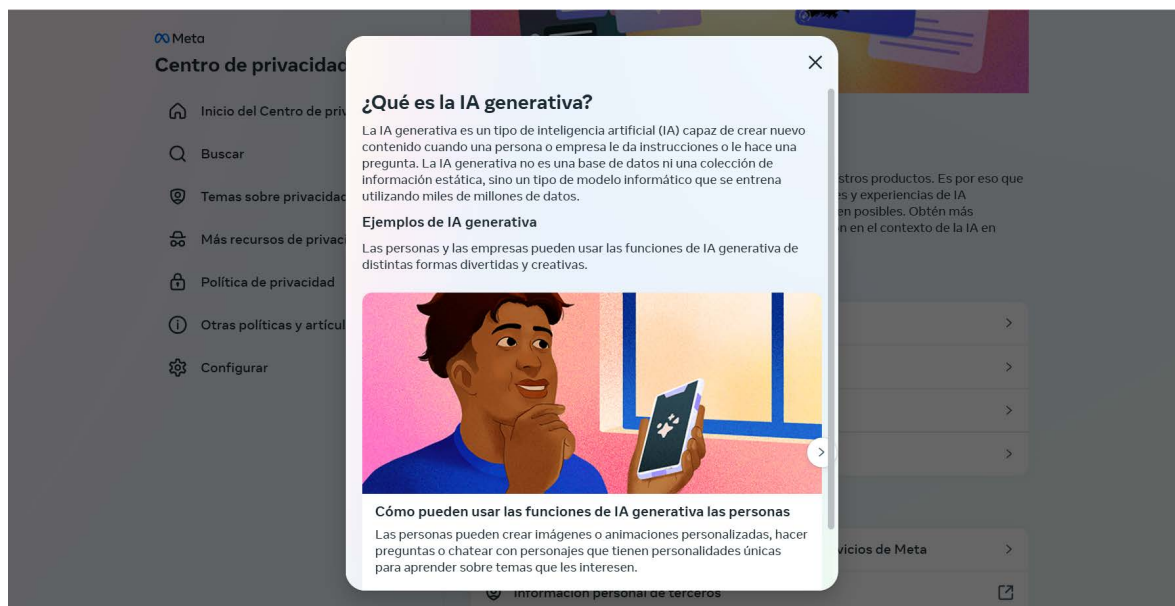 Meta
Centro de privacidad
Inicio del Centro de priv
Buscar
Temas sobre privacidad
Más recursos de privaci
Política de privacidad
Otras políticas y artícul
Configurar
¿Qué es la IA generativa?
La IA generativa es un tipo de inteligencia artificial (IA) capaz de crear nuevo
contenido cuando una persona o empresa le da instrucciones o le hace una
pregunta. La IA generativa no es una base de datos ni una colección de
información estática, sino un tipo de modelo informático que se entrena
utilizando miles de millones de datos.
Ejemplos de IA generativa
Las personas y las empresas pueden usar las funciones de IA generativa de
distintas formas divertidas y creativas.
Cómo pueden usar las funciones de IA generativa las personas
Las personas pueden crear imágenes o animaciones personalizadas, hacer
preguntas o chatear con personajes que tienen personalidades únicas
para aprender sobre temas que les interesen.
stros productos. Es por eso que
es y experiencias de IA
en posibles. Obtén más
n en el contexto de la IA en
vicios de Meta
Información personal de terceros